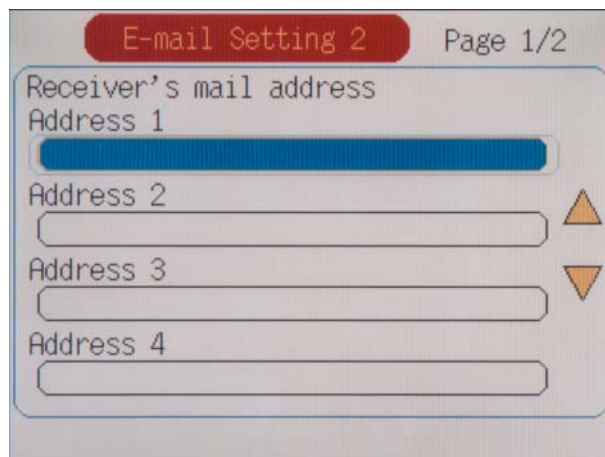 E-mail Setting 2 Page 1/2
Receiver's mail address
Address 1
Address 2
Address 3
Address 4